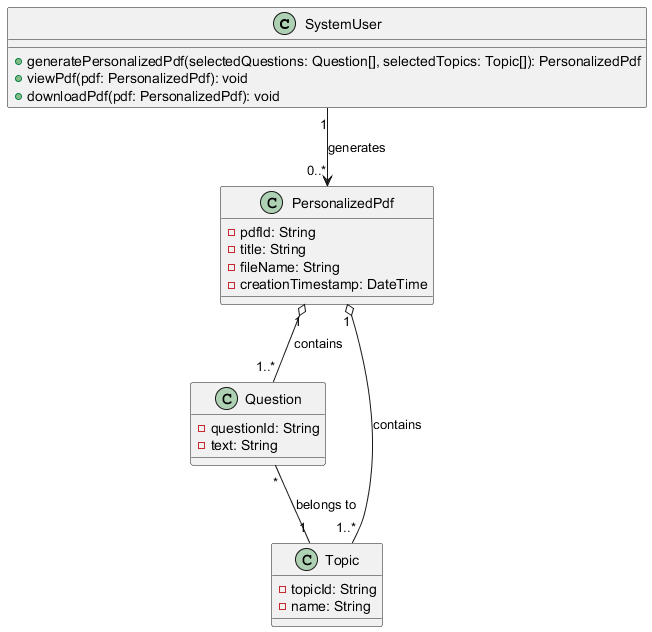 C SystemUser
generatePersonalizedPdf(selectedQuestions: Question[], selectedTopics: Topic[]): PersonalizedPdf
viewPdf(pdf: PersonalizedPdf): void
downloadPdf(pdf: PersonalizedPdf): void
1
generates
0..*
C PersonalizedPdf
pdfId: String
title: String
fileName: String
creationTimestamp: DateTime
1 1
contains
1..*
C Question
questionId: String
text: String
contains
*
belongs to
1 1..*
C Topic
topicId: String
name: String